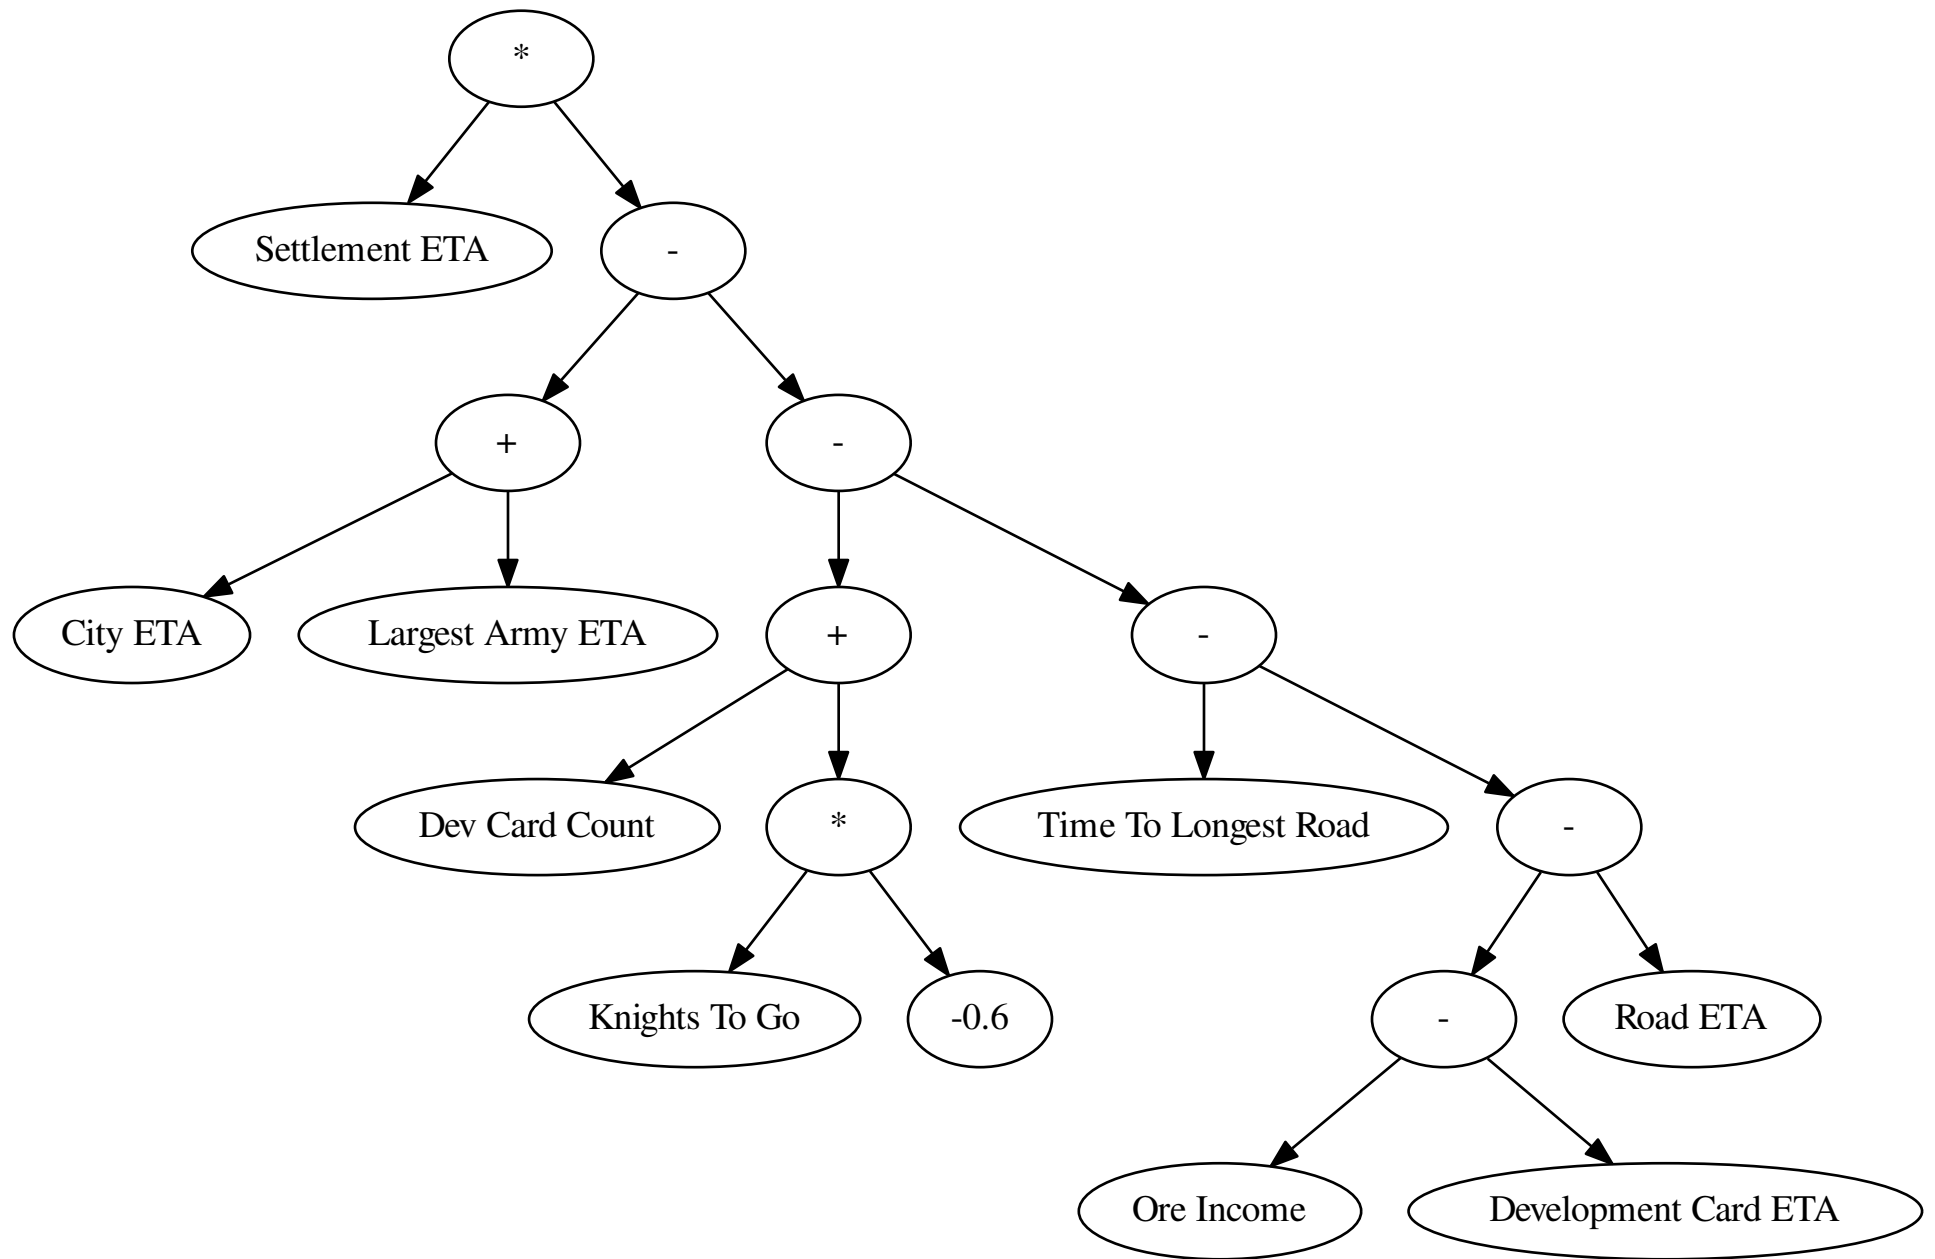 *
Settlement ETA
-
+
-
City ETA
Largest Army ETA
+
-
Dev Card Count
*
Time To Longest Road
-
Knights To Go
-0.6
-
Road ETA
Ore Income
Development Card ETA